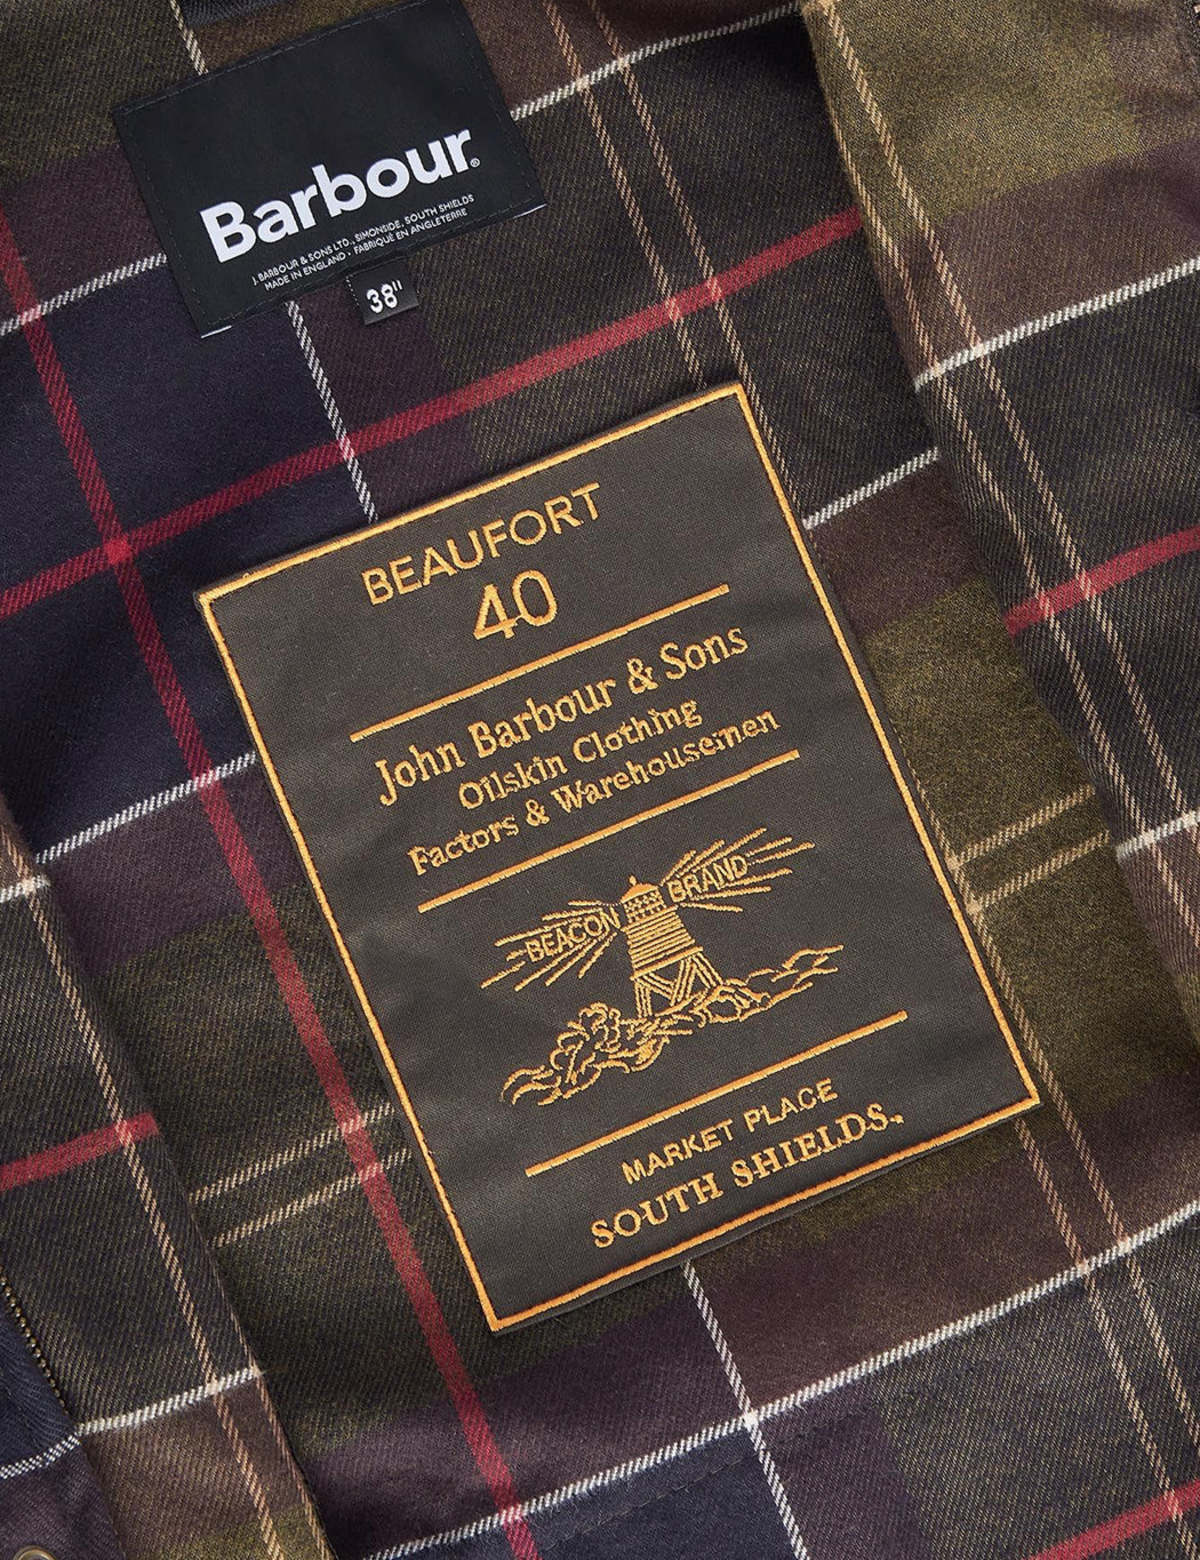 Barbour®
J. BARBOUR & SONS LTD., SIMONSIDE, SOUTH SHIELDS
MADE IN ENGLAND • FABRIQUÉ EN ANGLETERRE
38"
BEAUFORT
40
John Barbour & Sons
Oilskin Clothing
Factors & Warehousemen
BEACON BRAND
MARKET PLACE
SOUTH SHIELDS.